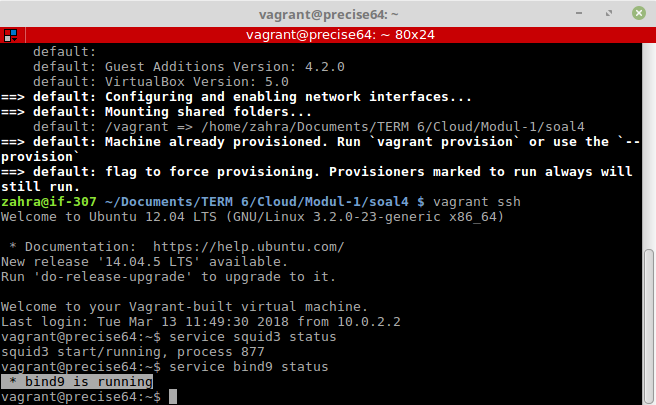 vagrant@precise64: ~
vagrant@precise64: ~ 80x24
default:
default: Guest Additions Version: 4.2.0
default: VirtualBox Version: 5.0
==> default: Configuring and enabling network interfaces...
==> default: Mounting shared folders...
default: /vagrant => /home/zahra/Documents/TERM 6/Cloud/Modul-1/soal4
==> default: Machine already provisioned. Run `vagrant provision` or use the `--
provision`
==> default: flag to force provisioning. Provisioners marked to run always will
still run.
zahra@if-307 ~/Documents/TERM 6/Cloud/Modul-1/soal4 $ vagrant ssh
Welcome to Ubuntu 12.04 LTS (GNU/Linux 3.2.0-23-generic x86_64)
* Documentation:  https://help.ubuntu.com/
New release '14.04.5 LTS' available.
Run 'do-release-upgrade' to upgrade to it.
Welcome to your Vagrant-built virtual machine.
Last login: Tue Mar 13 11:49:30 2018 from 10.0.2.2
vagrant@precise64:~$ service squid3 status
squid3 start/running, process 877
vagrant@precise64:~$ service bind9 status
* bind9 is running
vagrant@precise64:~$